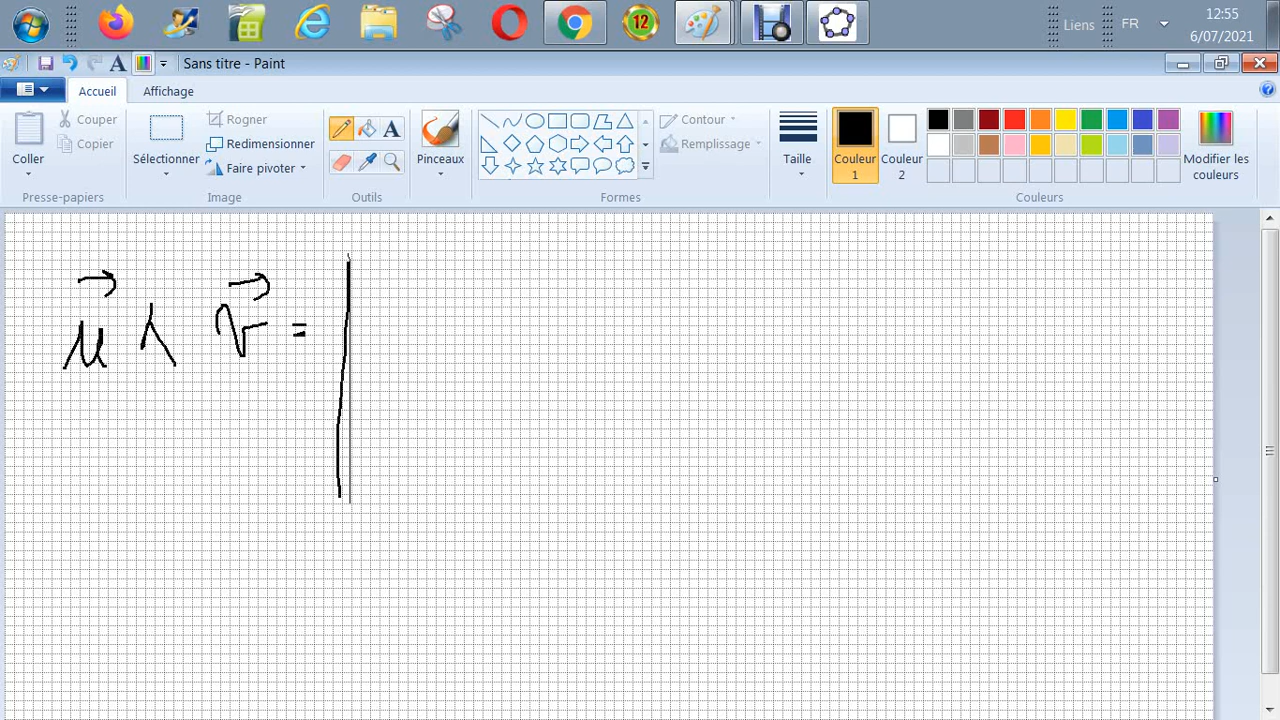 12
Liens
FR
12:55
6/07/2021
Sans titre - Paint
Accueil
Affichage
Coller
Couper
Copier
Presse-papiers
Sélectionner
Rogner
Redimensionner
Faire pivoter
Image
A
Outils
Pinceaux
Contour
Remplissage
Formes
Taille
Couleur
1
Couleur
2
Modifier les
couleurs
Couleurs
u⃗ ∧ v⃗ = |